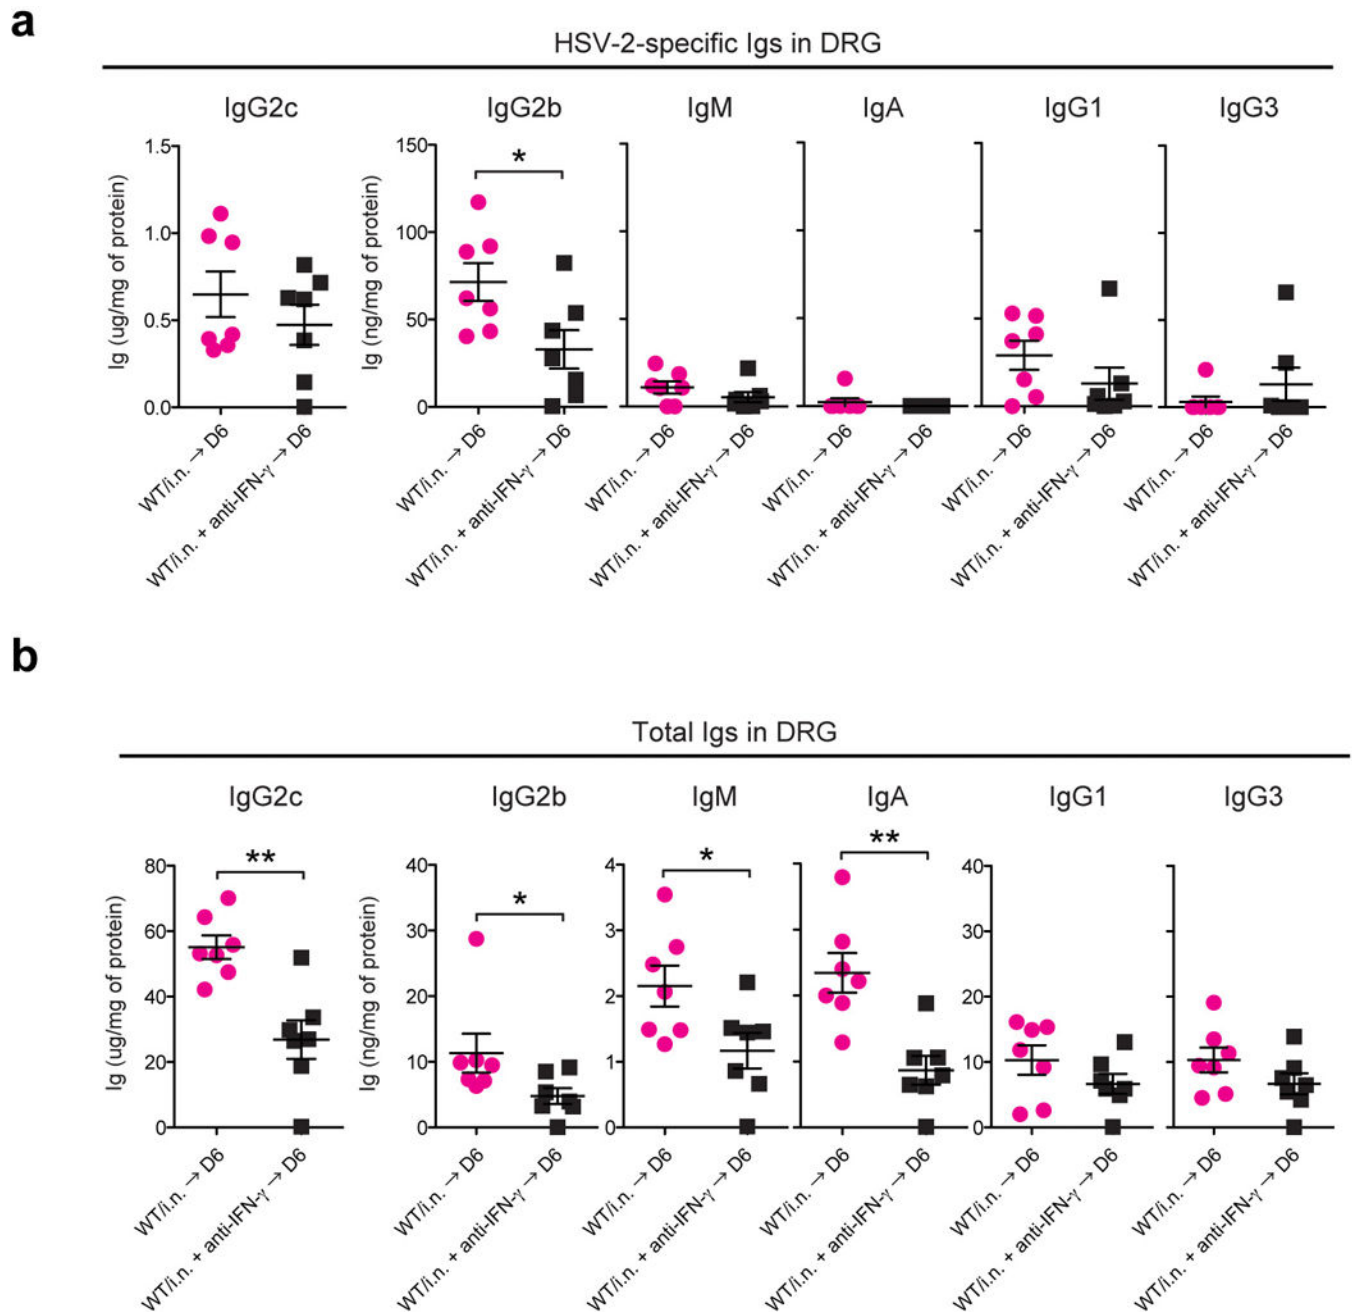 a
HSV-2-specific Igs in DRG
IgG2c IgG2b IgM IgA IgG1 IgG3
Ig (ug/mg of protein)
1.5
1.0
0.5
0.0
Ig (ng/mg of protein)
150
100
50
0
*
WT/i.n. → D6
WT/i.n. + anti-IFN-γ → D6
WT/i.n. → D6
WT/i.n. + anti-IFN-γ → D6
WT/i.n. → D6
WT/i.n. + anti-IFN-γ → D6
WT/i.n. → D6
WT/i.n. + anti-IFN-γ → D6
WT/i.n. → D6
WT/i.n. + anti-IFN-γ → D6
WT/i.n. → D6
WT/i.n. + anti-IFN-γ → D6
b
Total Igs in DRG
IgG2c IgG2b IgM IgA IgG1 IgG3
Ig (ug/mg of protein)
80
60
40
20
0
**
Ig (ng/mg of protein)
40
30
20
10
0
*
4
3
2
1
0
*
**
40
30
20
10
0
WT/i.n. → D6
WT/i.n. + anti-IFN-γ → D6
WT/i.n. → D6
WT/i.n. + anti-IFN-γ → D6
WT/i.n. → D6
WT/i.n. + anti-IFN-γ → D6
WT/i.n. → D6
WT/i.n. + anti-IFN-γ → D6
WT/i.n. → D6
WT/i.n. + anti-IFN-γ → D6
WT/i.n. → D6
WT/i.n. + anti-IFN-γ → D6